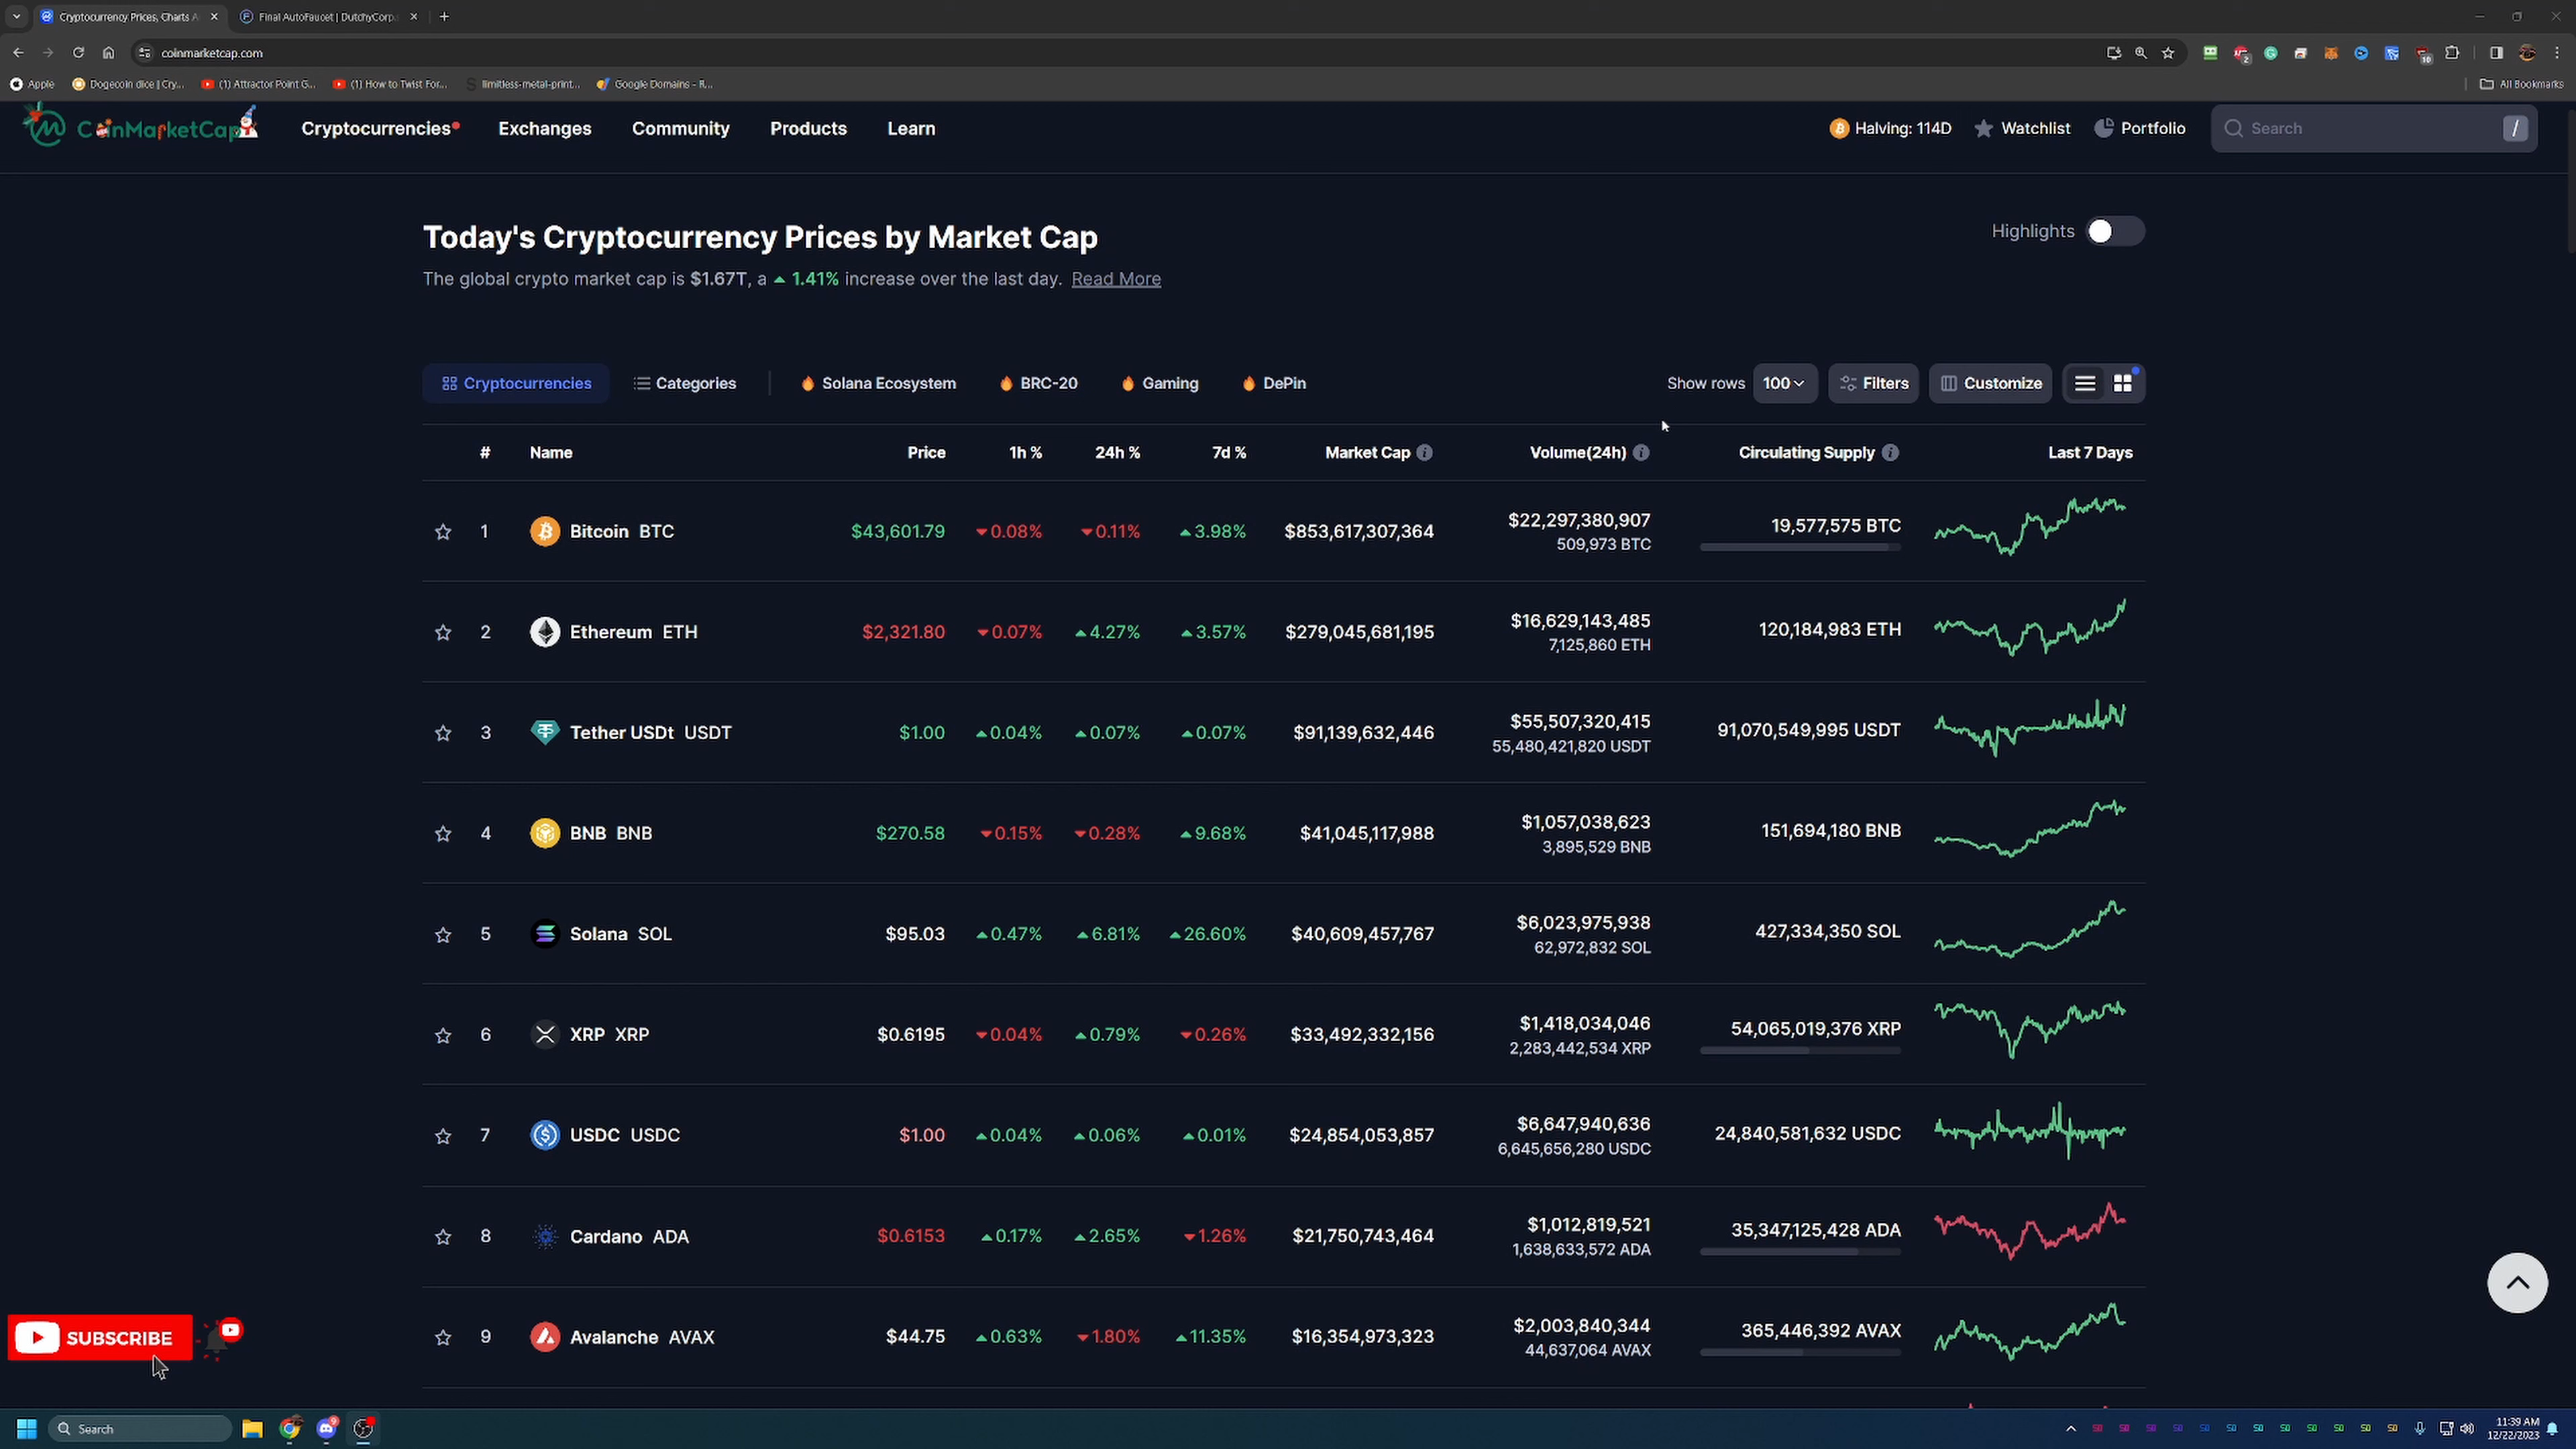 Cryptocurrency Prices, Charts A
Final AutoFaucet | DutchyCorp.
coinmarketcap.com
2
10
Apple
Dogecoin dice | Cry...
(1) Attractor Point G...
(1) How to Twist For...
limitless-metal-print...
Google Domains - R...
All Bookmarks
CoinMarketCap
Cryptocurrencies
Exchanges
Community
Products
Learn
Halving: 114D
Watchlist
Portfolio
Search
/
Today's Cryptocurrency Prices by Market Cap
Highlights
The global crypto market cap is $1.67T, a 1.41% increase over the last day. Read More
Cryptocurrencies
Categories
Solana Ecosystem
BRC-20
Gaming
DePin
Show rows
100
Filters
Customize
# Name Price 1h % 24h % 7d % Market Cap Volume(24h) Circulating Supply Last 7 Days
1 Bitcoin BTC $43,601.79 0.08% 0.11% 3.98% $853,617,307,364 $22,297,380,907 19,577,575 BTC
509,973 BTC
2 Ethereum ETH $2,321.80 0.07% 4.27% 3.57% $279,045,681,195 $16,629,143,485 120,184,983 ETH
7,125,860 ETH
3 Tether USDt USDT $1.00 0.04% 0.07% 0.07% $91,139,632,446 $55,507,320,415 91,070,549,995 USDT
55,480,421,820 USDT
4 BNB BNB $270.58 0.15% 0.28% 9.68% $41,045,117,988 $1,057,038,623 151,694,180 BNB
3,895,529 BNB
5 Solana SOL $95.03 0.47% 6.81% 26.60% $40,609,457,767 $6,023,975,938 427,334,350 SOL
62,972,832 SOL
6 XRP XRP $0.6195 0.04% 0.79% 0.26% $33,492,332,156 $1,418,034,046 54,065,019,376 XRP
2,283,442,534 XRP
7 USDC USDC $1.00 0.04% 0.06% 0.01% $24,854,053,857 $6,647,940,636 24,840,581,632 USDC
6,645,656,280 USDC
8 Cardano ADA $0.6153 0.17% 2.65% 1.26% $21,750,743,464 $1,012,819,521 35,347,125,428 ADA
1,638,633,572 ADA
9 Avalanche AVAX $44.75 0.63% 1.80% 11.35% $16,354,973,323 $2,003,840,344 365,446,392 AVAX
44,637,064 AVAX
SUBSCRIBE
Search
11:39 AM
12/22/2023